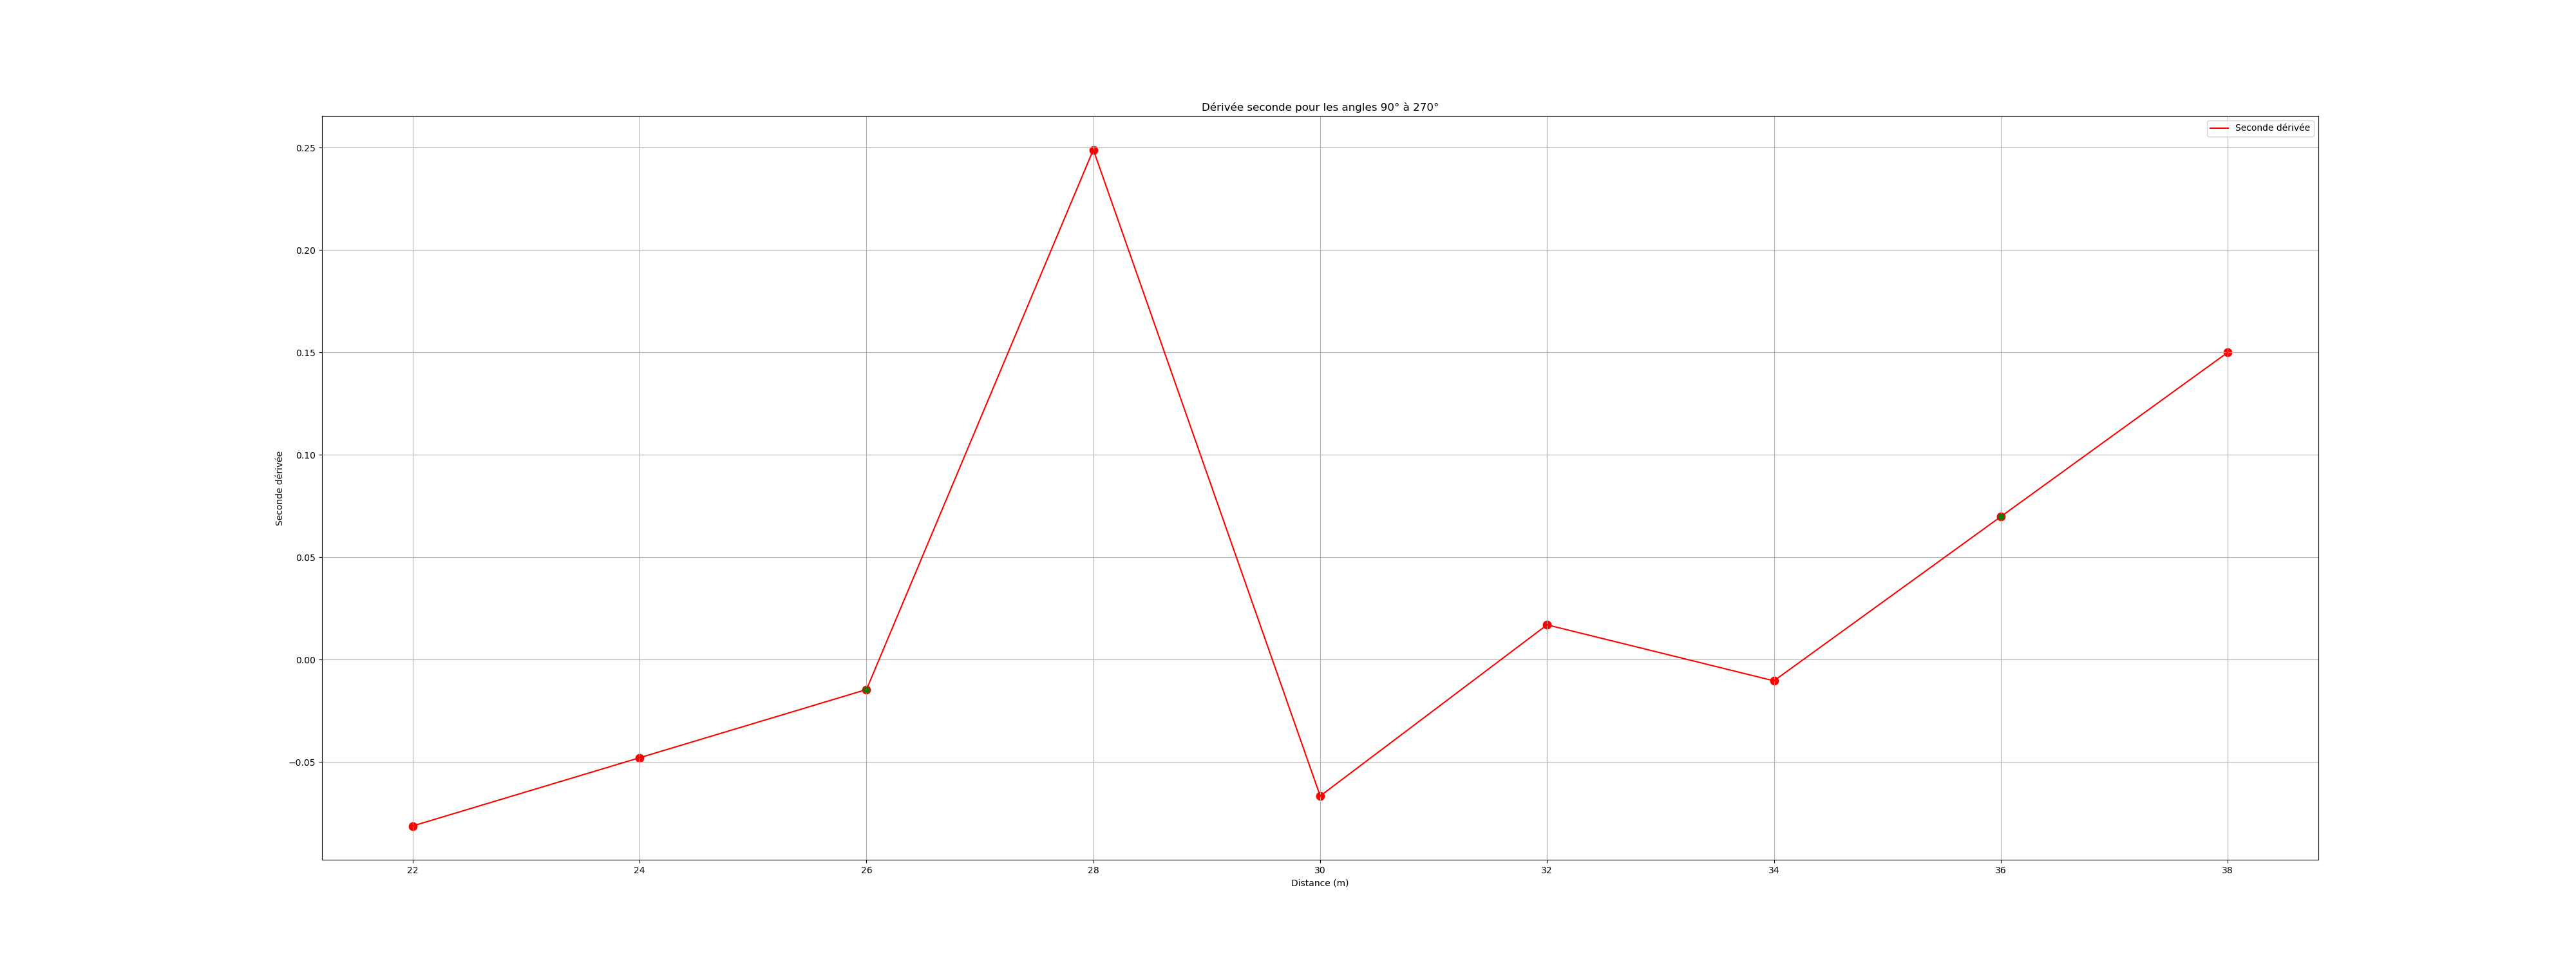 Dérivée seconde pour les angles 90° à 270°
Seconde dérivée
0.25
0.20
0.15
0.10
0.05
0.00
−0.05
Seconde dérivée
22 24 26 28 30 32 34 36 38
Distance (m)